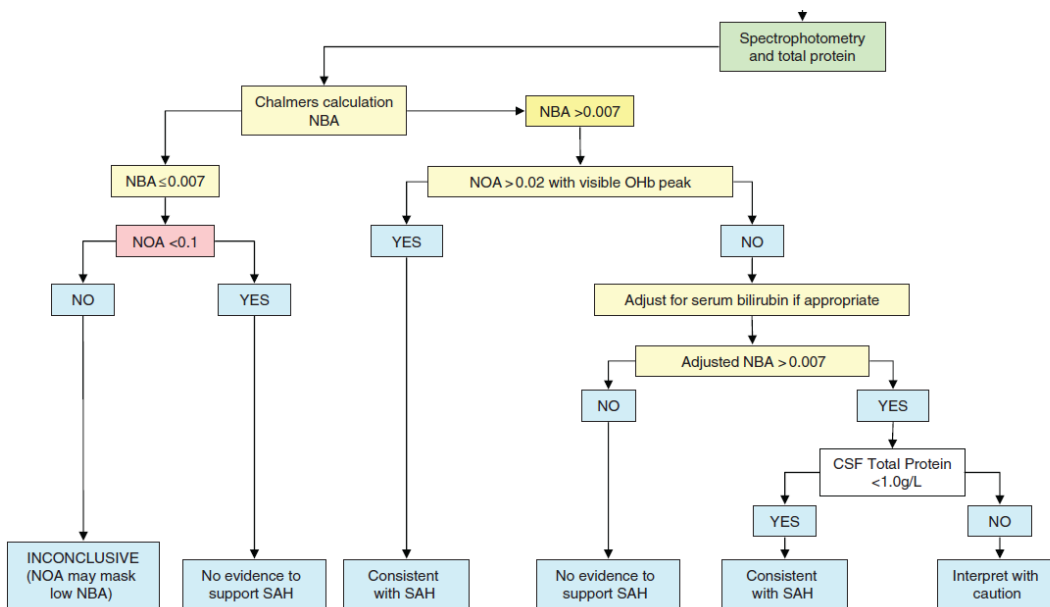 Spectrophotometry
and total protein
Chalmers calculation
NBA
NBA >0.007
NBA ≤ 0.007
NOA > 0.02 with visible OHb peak
NOA <0.1
YES
NO
NO
YES
Adjust for serum bilirubin if appropriate
Adjusted NBA > 0.007
NO
YES
CSF Total Protein
<1.0g/L
YES
NO
INCONCLUSIVE
(NOA may mask
low NBA)
No evidence to
support SAH
Consistent
with SAH
No evidence to
support SAH
Consistent
with SAH
Interpret with
caution